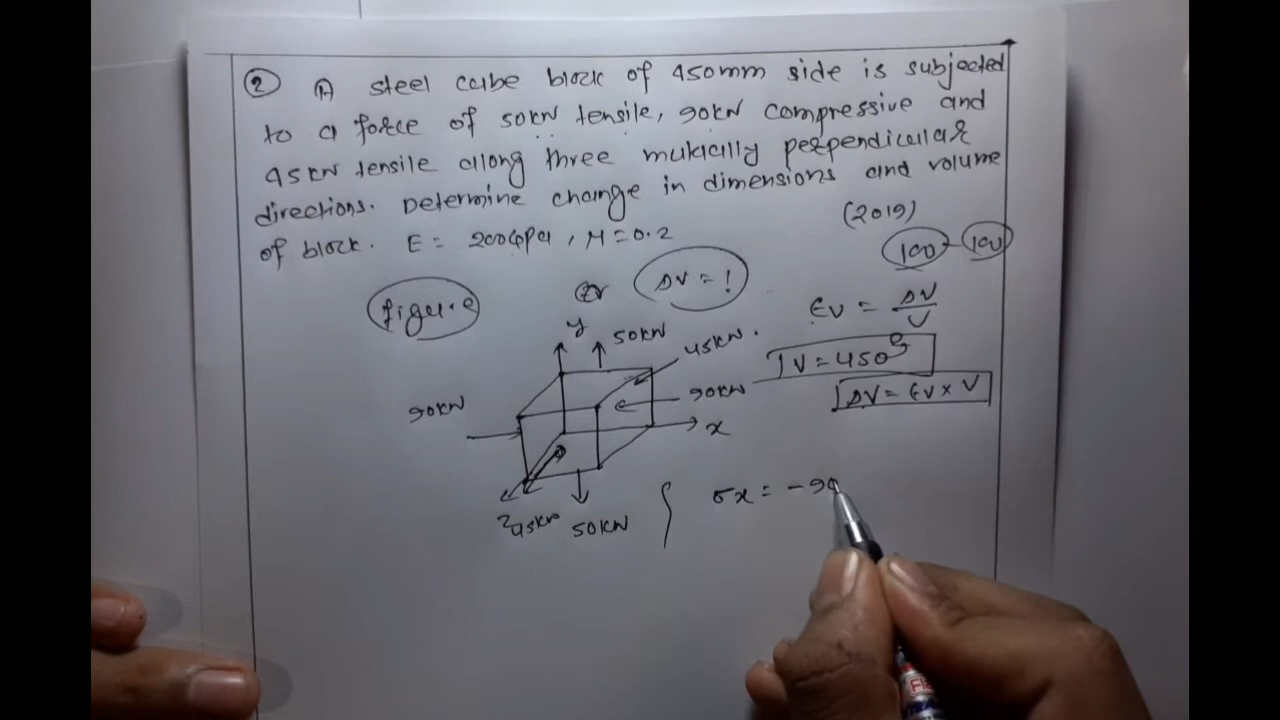 2 A steel cube block of 450mm side is subjected
to a force of 50KN tensile, 90KN compressive and
45KN tensile along three mutually perpendicular
directions. Determine change in dimensions and volume
of block. E = 200Gpa, M = 0.2
(2019)
100 - 100
figure
ΔV = !
EV = ΔV/V
y
50KN
45KN.
V = 450³
90KN
90KN
ΔV = EV × V
x
σx = -90
z
45KN
50KN